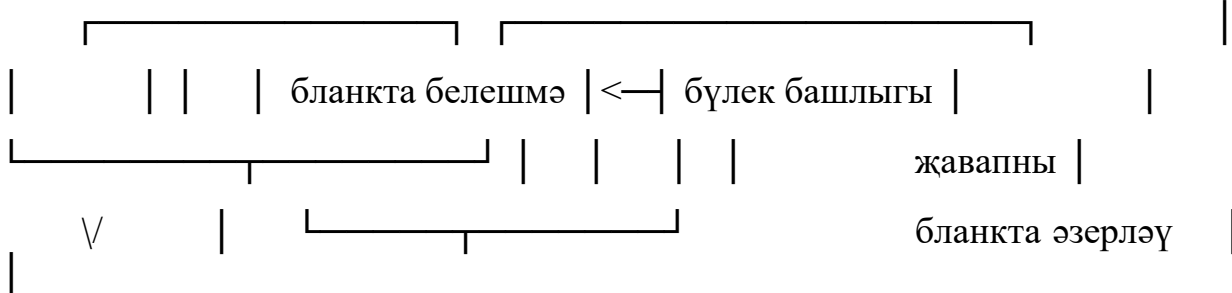 бланкта белешмә <─ бүлек башлыгы
җавапны
\/ бланкта әзерләү